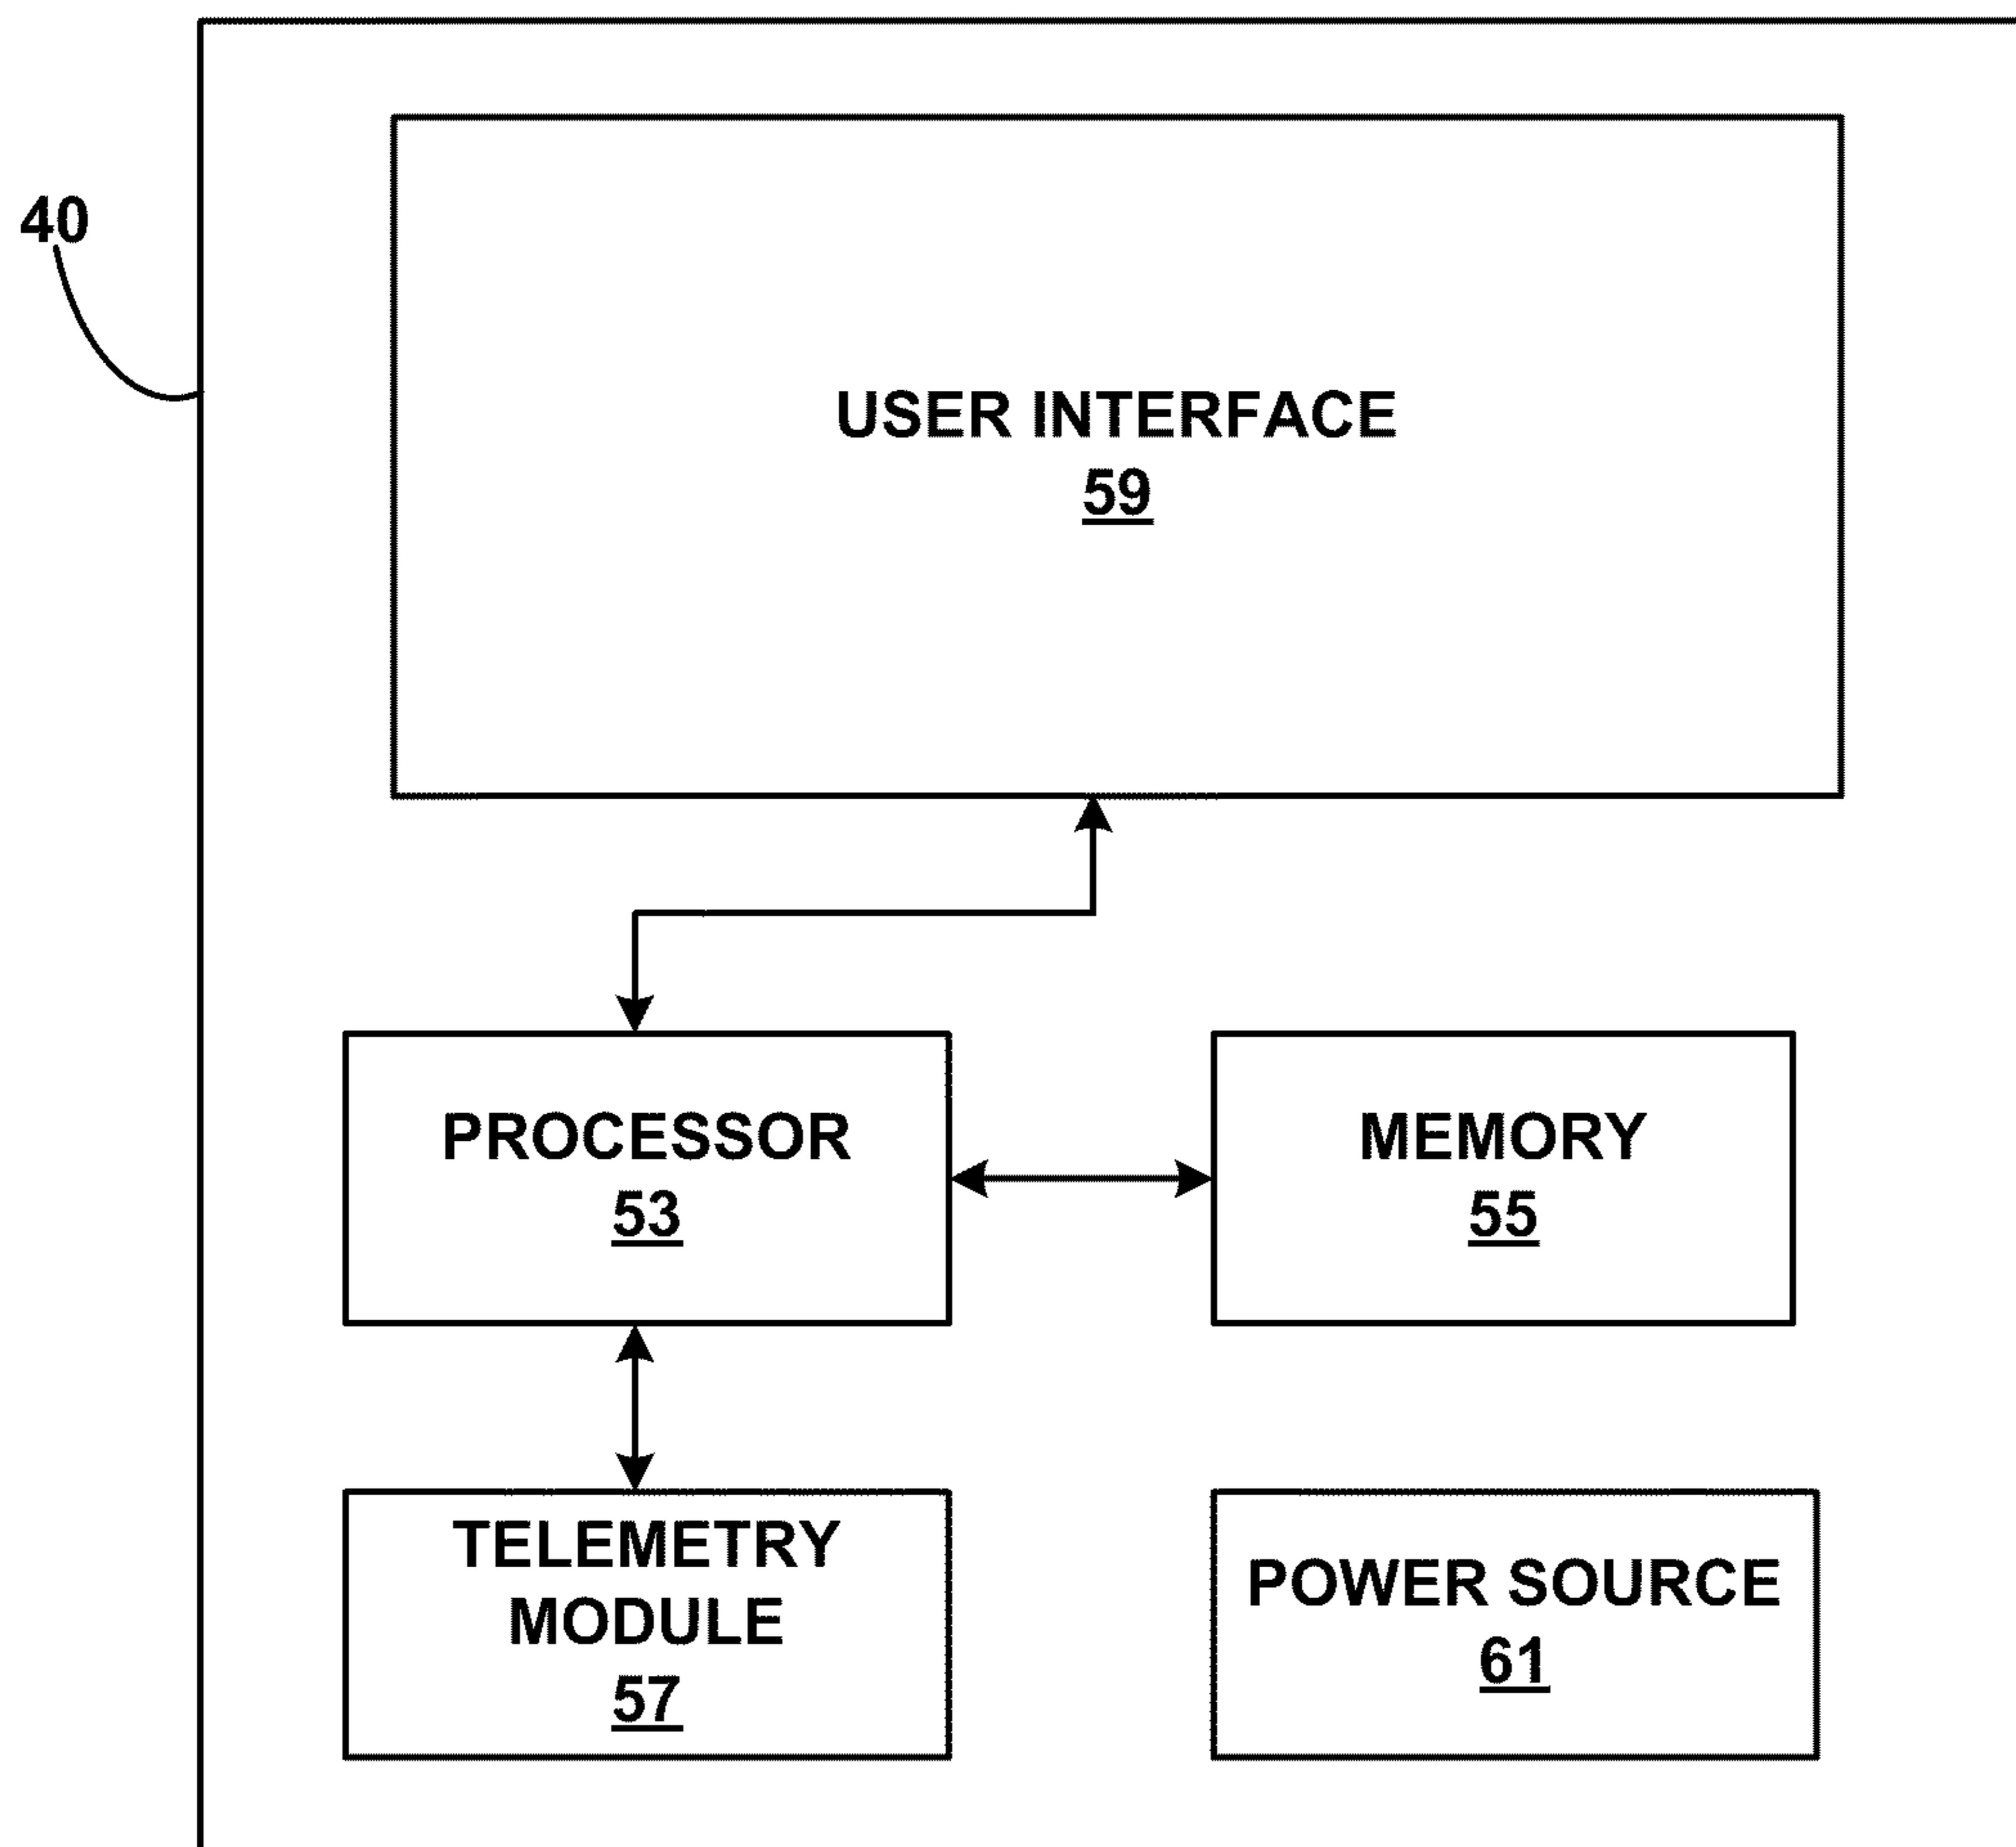 40
USER INTERFACE
59
PROCESSOR
53
MEMORY
55
TELEMETRY
MODULE
57
POWER SOURCE
61